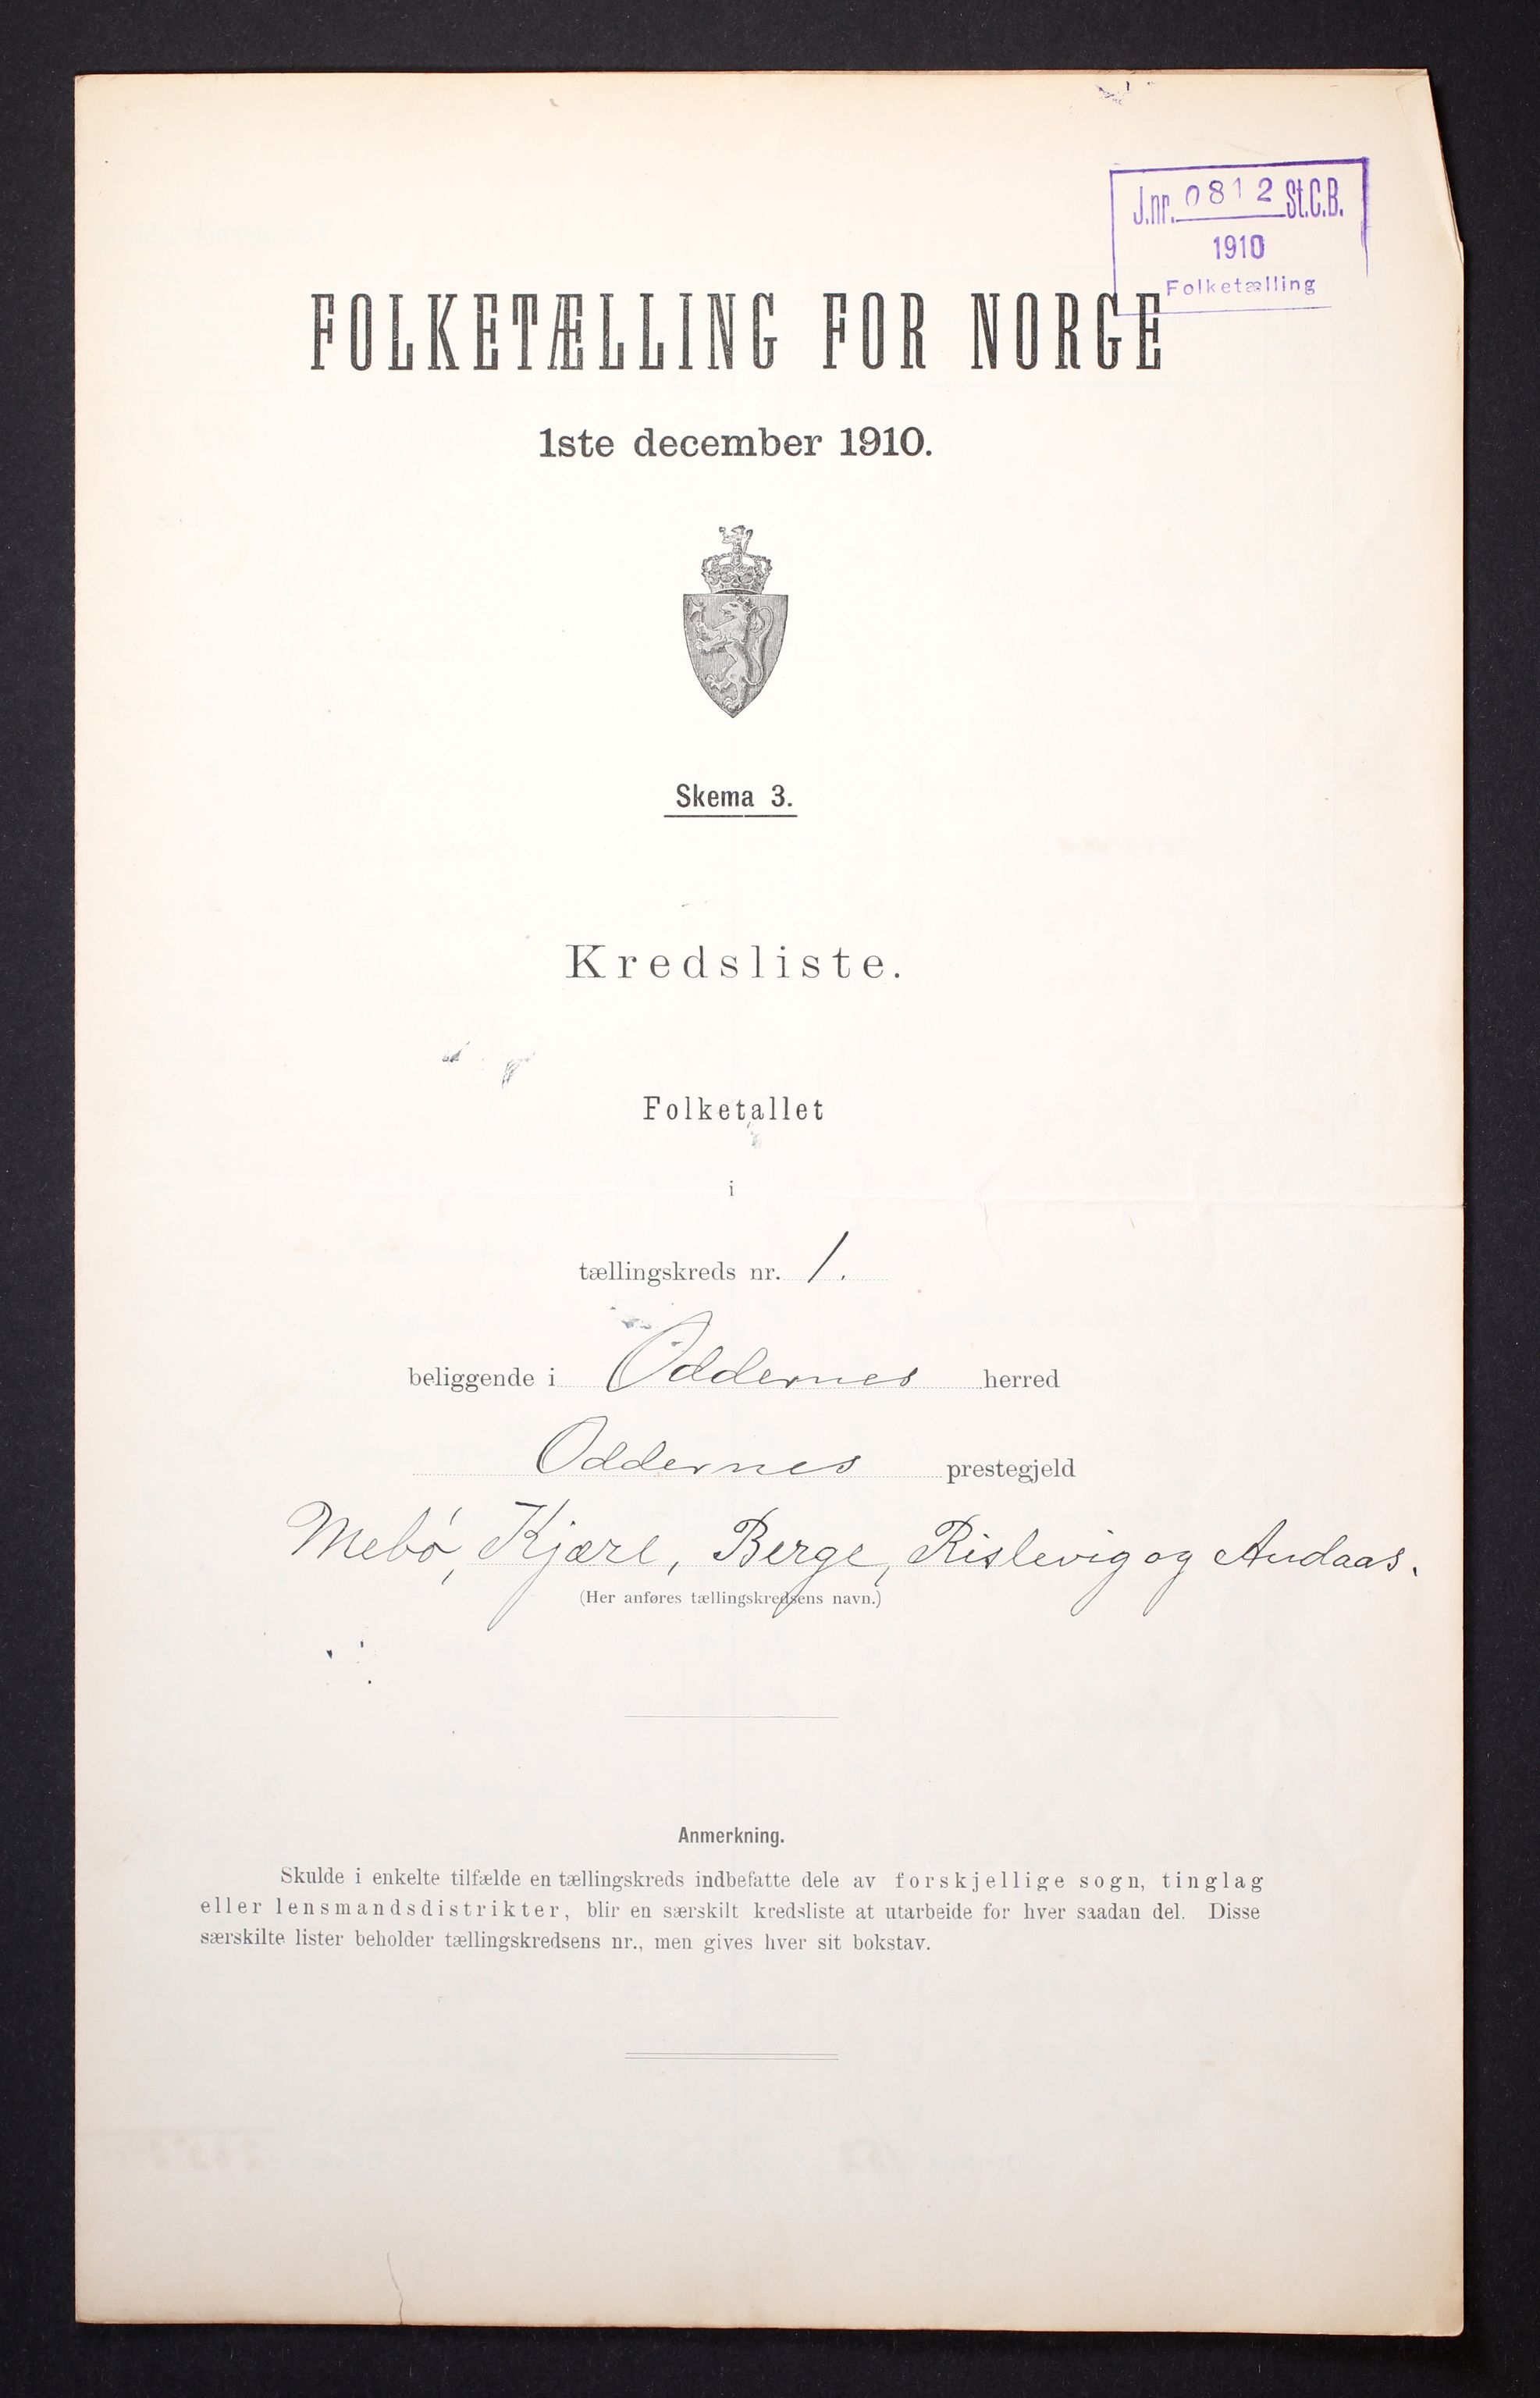 J.nr. 0812 St.C.B.
1910
Folketælling
FOLKETÆLLING FOR NORGE
1ste december 1910.
Skema 3.
Kredsliste.
Folketallet
i
tællingskreds nr. 1.
beliggende i Oddernes herred
Oddernes prestegjeld
Mebø, Kjære, Berge, Rislevig og Andaas.
(Her anføres tællingskredsens navn.)
Anmerkning.
Skulde i enkelte tilfælde en tællingskreds indbefatte dele av forskjellige sogn, tinglag
eller lensmandsdistrikter, blir en særskilt kredsliste at utarbeide for hver saadan del. Disse
særskilte lister beholder tællingskredsens nr., men gives hver sit bokstav.